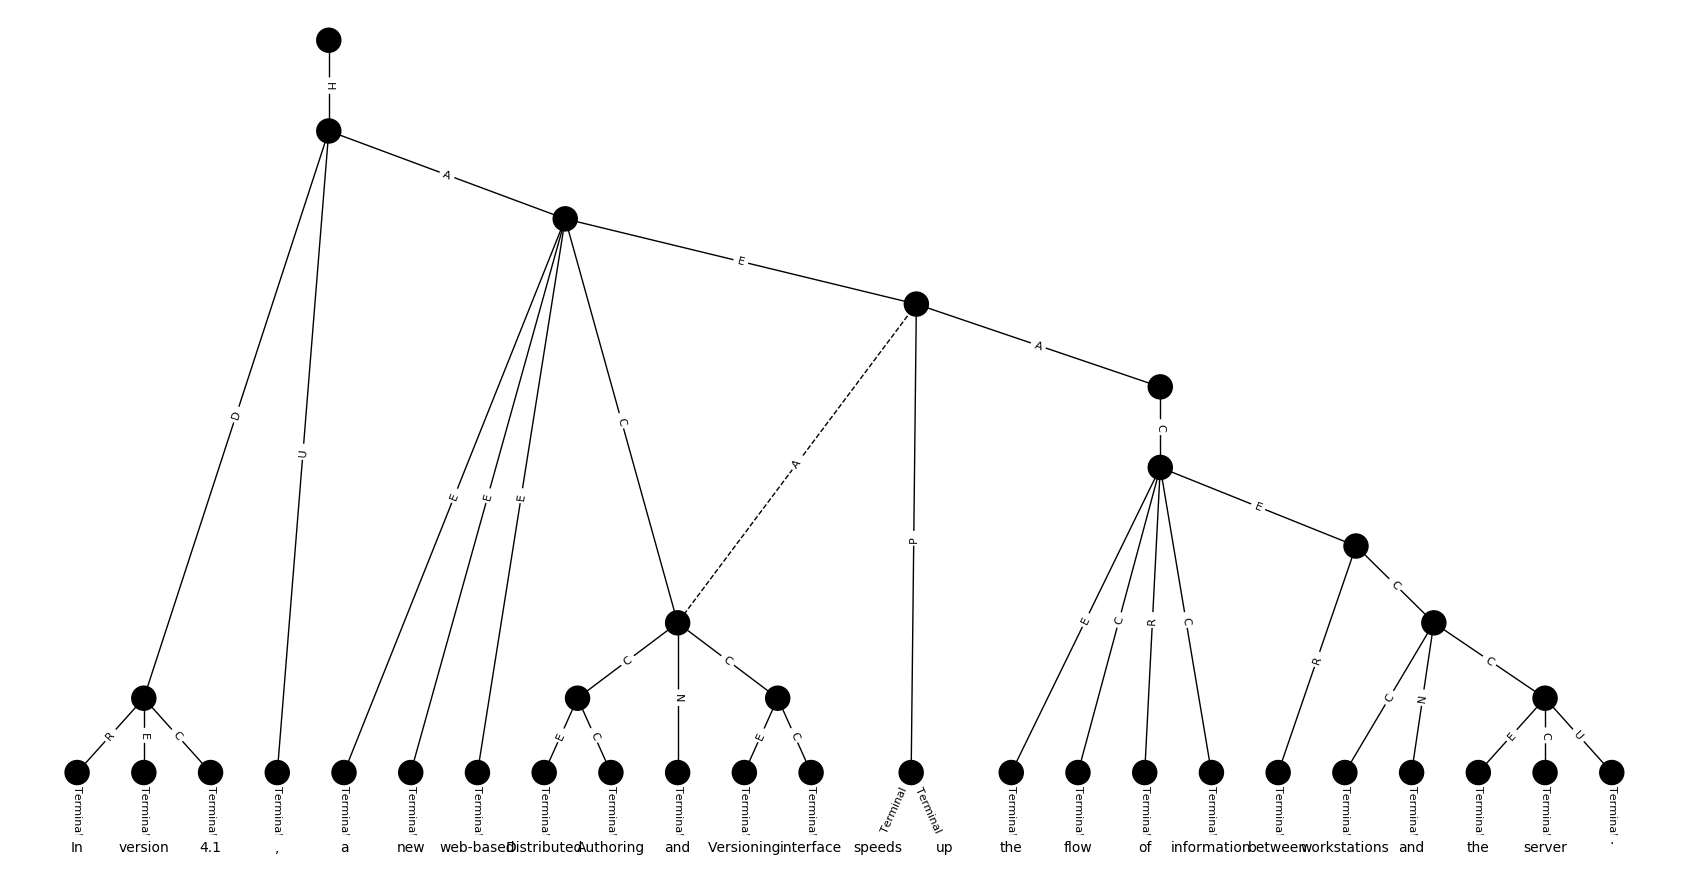 H
A
E
D
U
E
E
E
C
A
P
A
C
E
C
R
C
E
C
R
C
N
C
C
N
C
R
E
C
E
C
E
C
E
C
U
Terminal Terminal Terminal Terminal Terminal Terminal Terminal Terminal Terminal Terminal Terminal Terminal Terminal Terminal Terminal Terminal Terminal Terminal Terminal Terminal Terminal Terminal Terminal Terminal
In version 4.1 , a new web-based Distributed Authoring and Versioning interface speeds up the flow of information between workstations and the server .